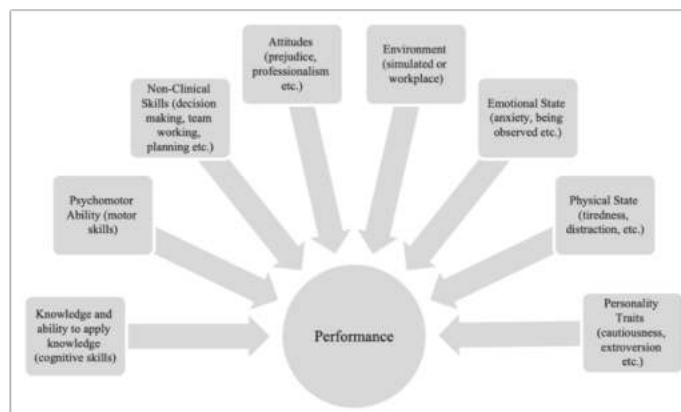 Attitudes
(prejudice,
professionalism
etc.)
Environment
(simulated or
workplace)
Non-Clinical
Skills (decision
making, team
working,
planning etc.)
Emotional State
(anxiety, being
observed etc.)
Psychomotor
Ability (motor
skills)
Physical State
(tiredness,
distraction, etc.)
Knowledge and
ability to apply
knowledge
(cognitive skills)
Performance
Personality
Traits
(cautiousness,
extroversion
etc.)